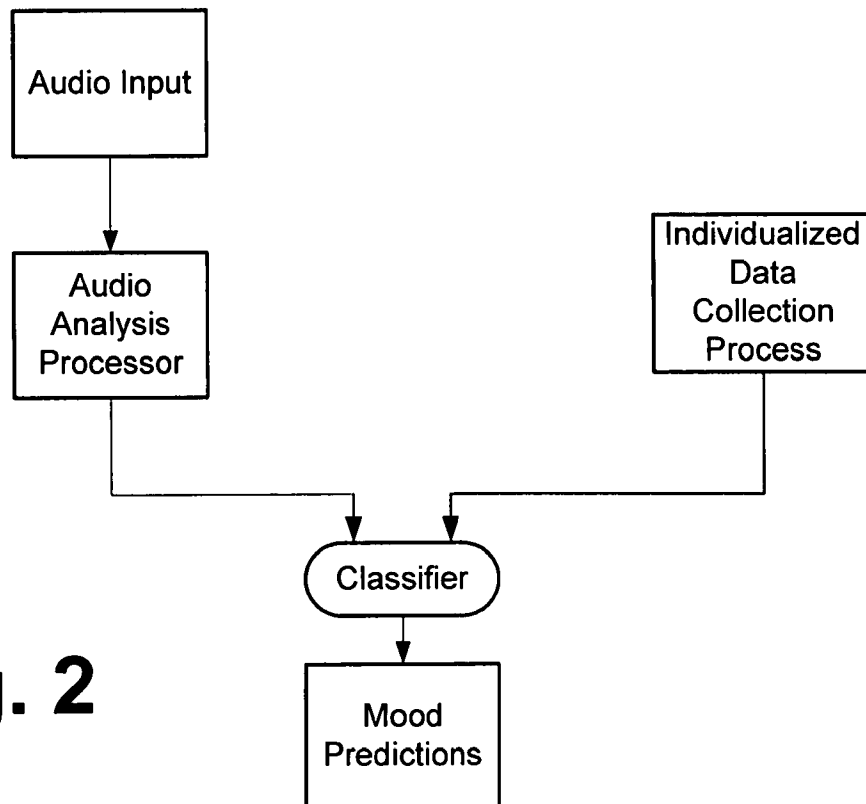 Audio Input
Individualized
Data
Collection
Process
Audio
Analysis
Processor
Classifier
Mood
Predictions
. 2